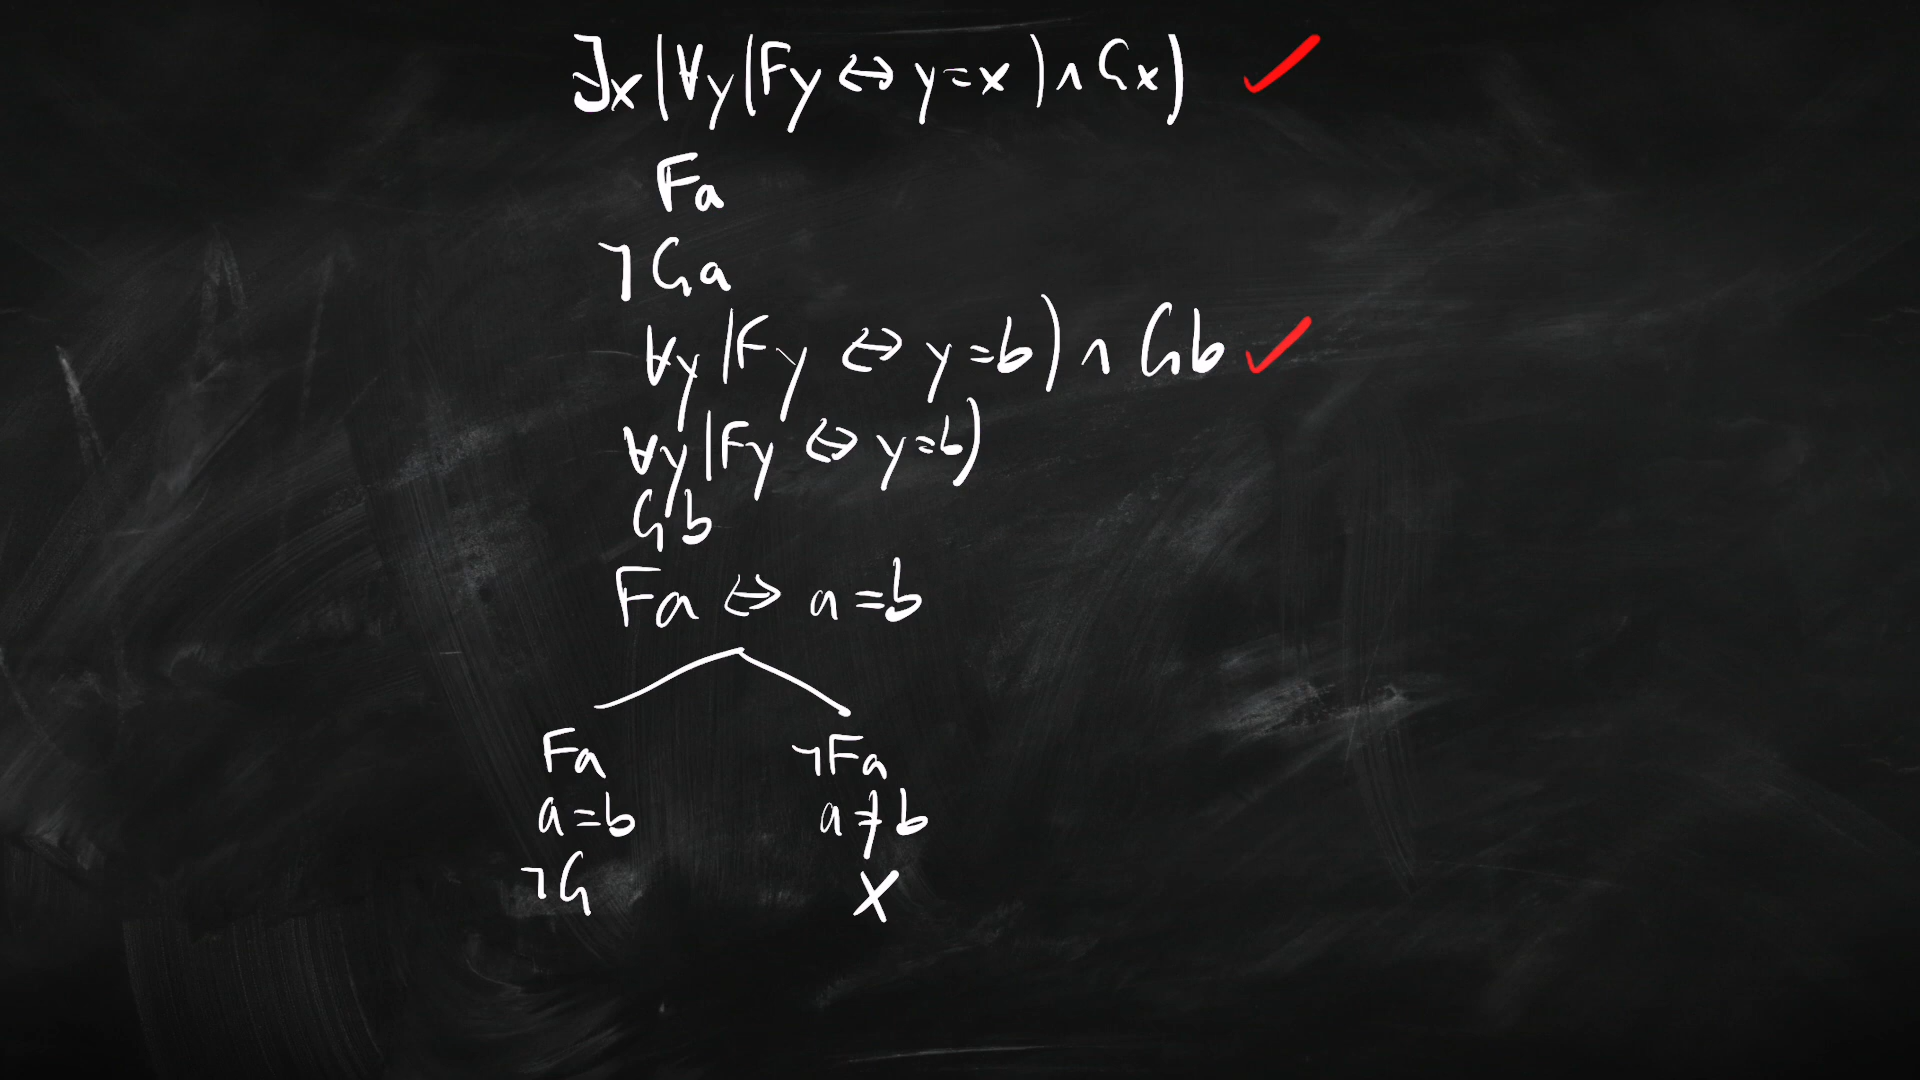 ∃x(∀y(Fy ⇔ y=x) ∧ Gx) ✓
Fa
¬Ga
∀y(Fy ⇔ y=b) ∧ Gb ✓
∀y(Fy ⇔ y=b)
Gb
Fa ⇔ a=b
Fa ¬Fa
a=b a≠b
¬G X